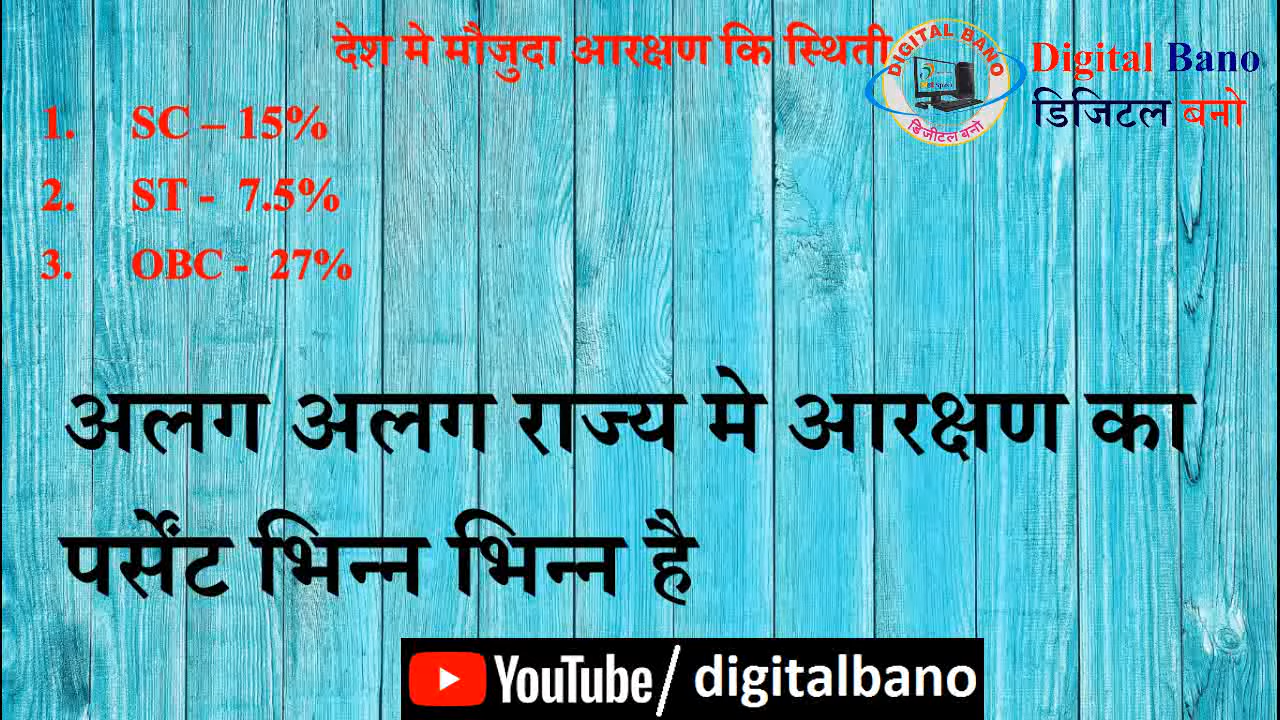 देश मे मौजुदा आरक्षण कि स्थिती
DIGITAL BANO
डिजीटल बनो
Digital Bano
डिजिटल बनो
1. SC – 15%
2. ST - 7.5%
3. OBC - 27%
अलग अलग राज्य मे आरक्षण का
पर्सेंट भिन्न भिन्न है
YouTube/digitalbano